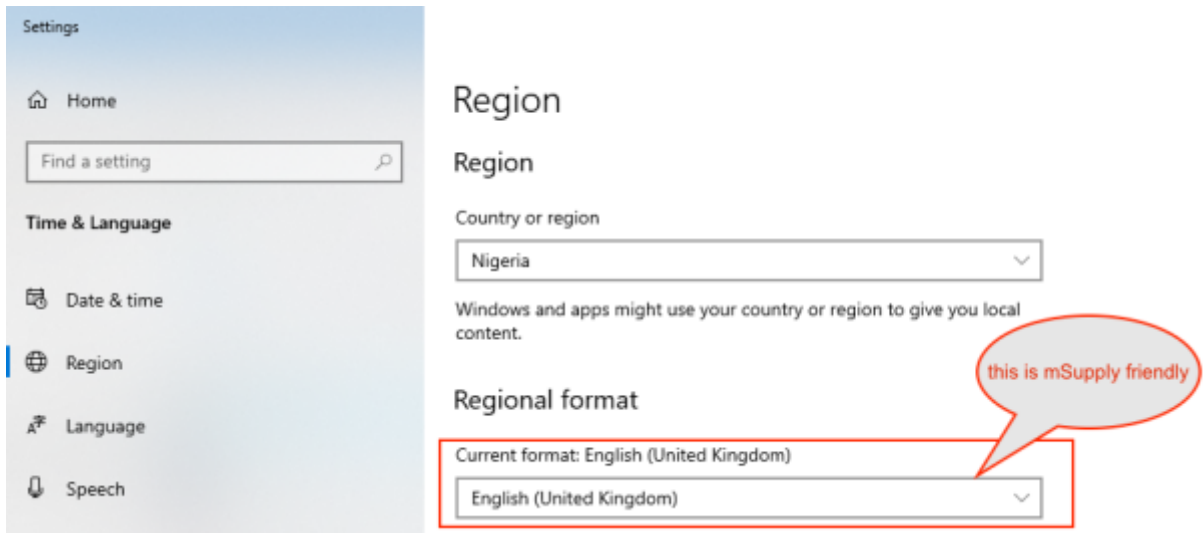 Settings
Home
Find a setting
Time & Language
Date & time
Region
Language
Speech
Region
Region
Country or region
Nigeria
Windows and apps might use your country or region to give you local
content.
Regional format
this is mSupply friendly
Current format: English (United Kingdom)
English (United Kingdom)